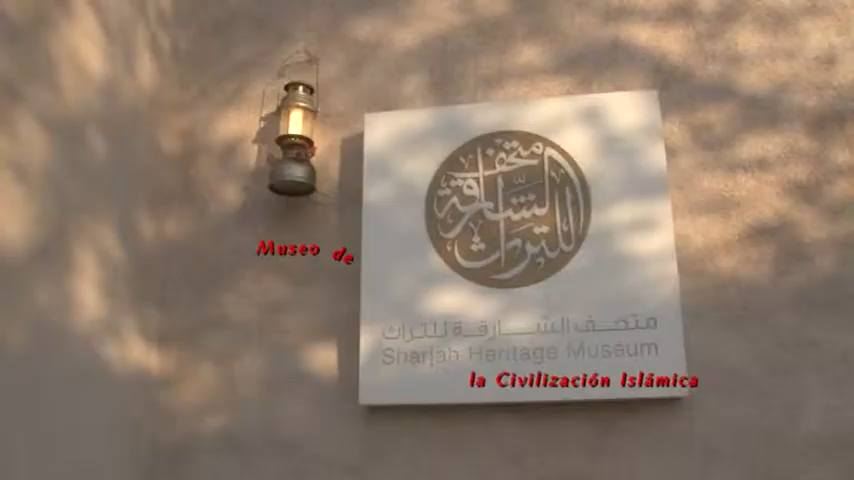 متحف الشارقة للتراث
Museo de
متحف الشارقة للتراث
Sharjah Heritage Museum
la Civilización Islámica